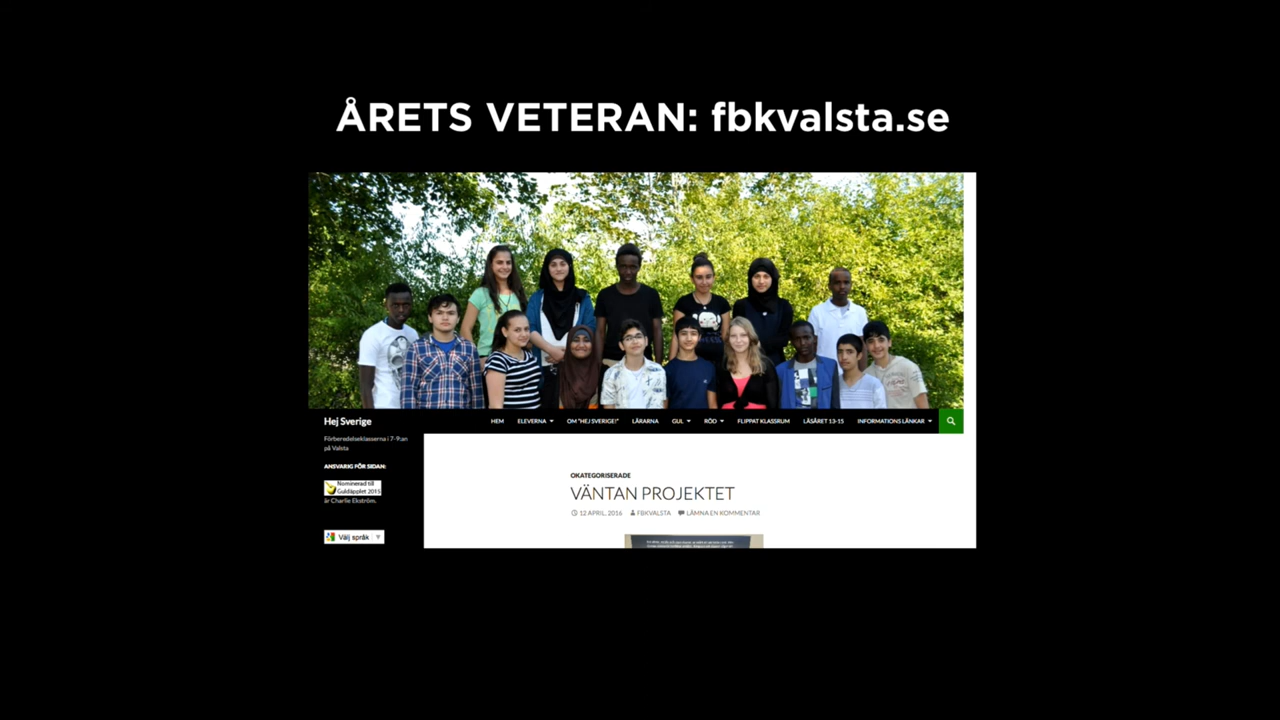 ÅRETS VETERAN: fbkvalsta.se
Hej Sverige
HEM ELEVERNA OM "HEJ SVERIGE!" LÄRARNA GUL RÖD FLIPPAT KLASSRUM LÄSÅRET 13-15 INFORMATIONS LÄNKAR
Förberedelseklasserna i 7-9:an
på Valsta
ANSVARIG FÖR SIDAN:
Nominerad till
Guldäpplet 2015
är Charlie Ekström.
Välj språk
OKATEGORISERADE
VÄNTAN PROJEKTET
12 APRIL, 2016 FBKVALSTA LÄMNA EN KOMMENTAR